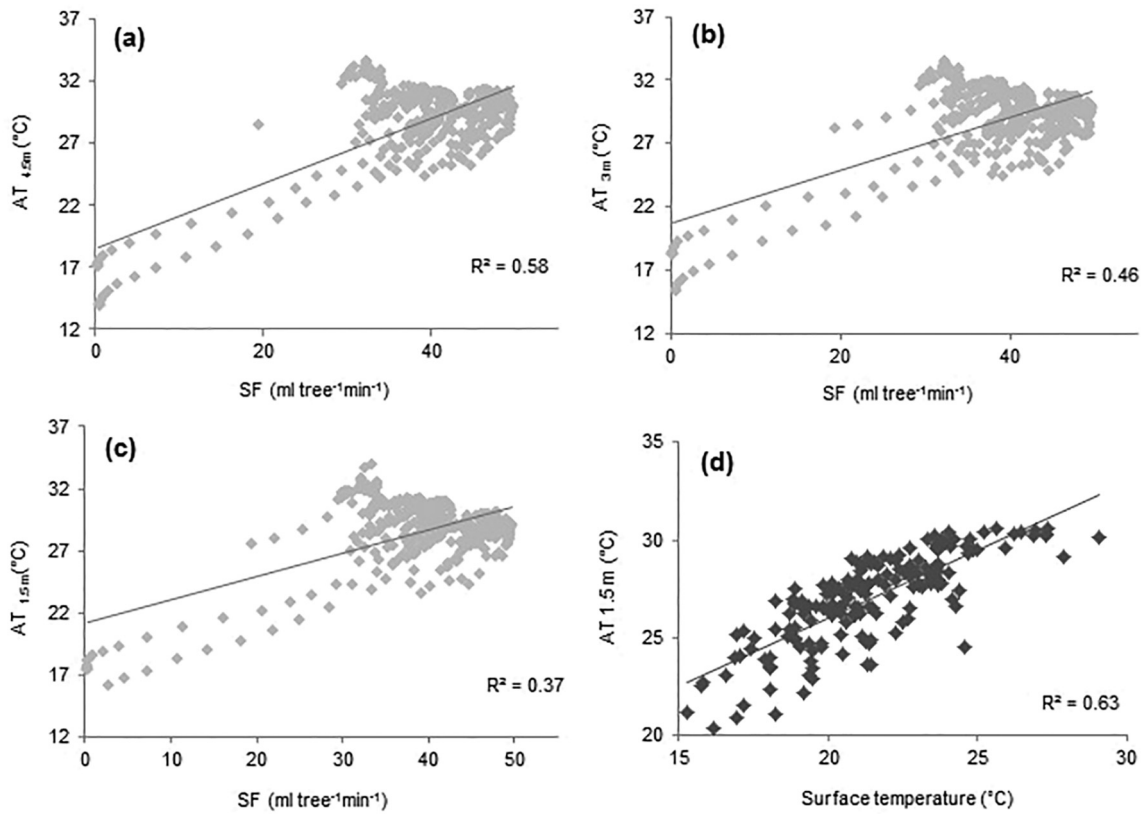 (a)
37
32
27
22
17
12
AT 4.5m (°C)
0 20 40
SF (ml tree⁻¹min⁻¹)
R² = 0.58
(b)
37
32
27
22
17
12
AT 3m (°C)
0 20 40
SF (ml tree⁻¹min⁻¹)
R² = 0.46
(c)
37
32
27
22
17
12
AT 1.5m (°C)
0 10 20 30 40 50
SF (ml tree⁻¹min⁻¹)
R² = 0.37
(d)
35
30
25
20
AT 1.5m (°C)
15 20 25 30
Surface temperature (°C)
R² = 0.63